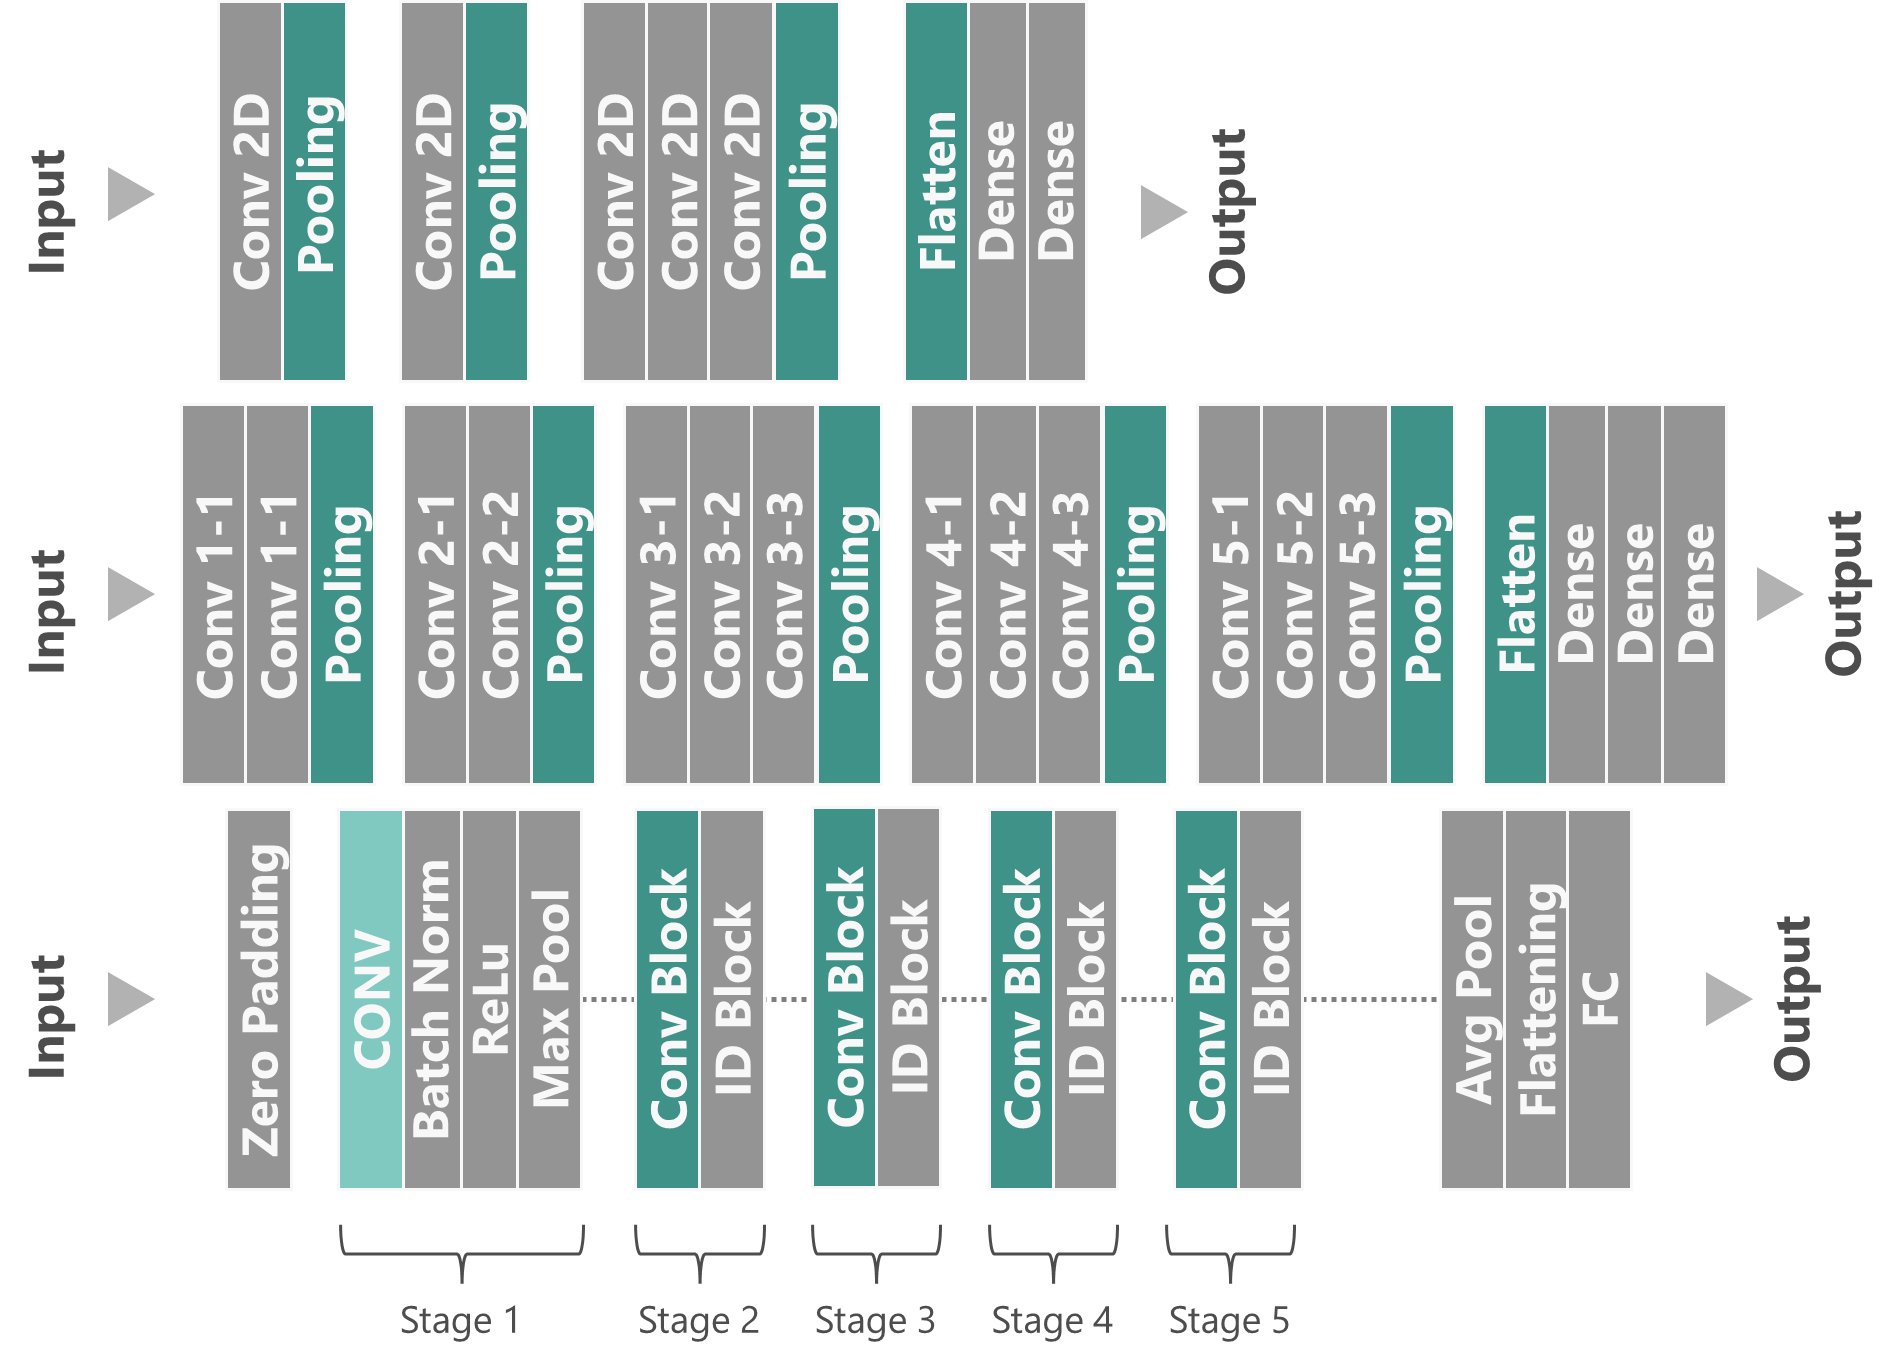 Input
Conv 2D
Pooling
Conv 2D
Pooling
Conv 2D
Conv 2D
Conv 2D
Pooling
Flatten
Dense
Dense
Output
Input
Conv 1-1
Conv 1-1
Pooling
Conv 2-1
Conv 2-2
Pooling
Conv 3-1
Conv 3-2
Conv 3-3
Pooling
Conv 4-1
Conv 4-2
Conv 4-3
Pooling
Conv 5-1
Conv 5-2
Conv 5-3
Pooling
Flatten
Dense
Dense
Dense
Output
Input
Zero Padding
CONV
Batch Norm
ReLu
Max Pool
Conv Block
ID Block
Conv Block
ID Block
Conv Block
ID Block
Conv Block
ID Block
Avg Pool
Flattening
FC
Output
Stage 1
Stage 2
Stage 3
Stage 4
Stage 5